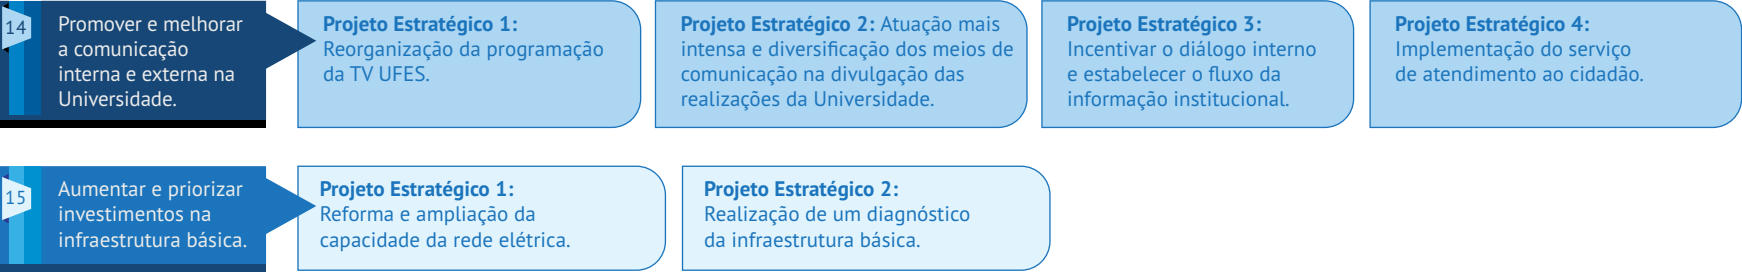 14
Promover e melhorar
a comunicação
interna e externa na
Universidade.
Projeto Estratégico 1:
Reorganização da programação
da TV UFES.
Projeto Estratégico 2: Atuação mais
intensa e diversificação dos meios de
comunicação na divulgação das
realizações da Universidade.
Projeto Estratégico 3:
Incentivar o diálogo interno
e estabelecer o fluxo da
informação institucional.
Projeto Estratégico 4:
Implementação do serviço
de atendimento ao cidadão.
15
Aumentar e priorizar
investimentos na
infraestrutura básica.
Projeto Estratégico 1:
Reforma e ampliação da
capacidade da rede elétrica.
Projeto Estratégico 2:
Realização de um diagnóstico
da infraestrutura básica.